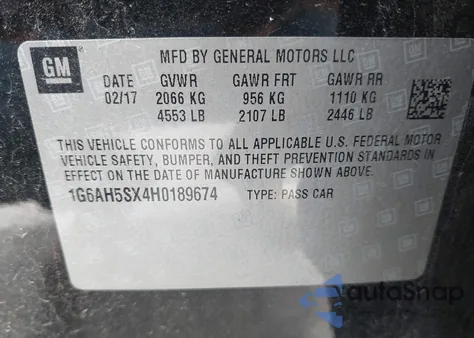 GM
MFD BY GENERAL MOTORS LLC
DATE GVWR GAWR FRT GAWR RR
02/17 2066 KG 956 KG 1110 KG
4553 LB 2107 LB 2446 LB
THIS VEHICLE CONFORMS TO ALL APPLICABLE U.S. FEDERAL MOTOR
VEHICLE SAFETY, BUMPER, AND THEFT PREVENTION STANDARDS IN
EFFECT ON THE DATE OF MANUFACTURE SHOWN ABOVE.
1G6AH5SX4H0189674 TYPE: PASS CAR
autoSnap